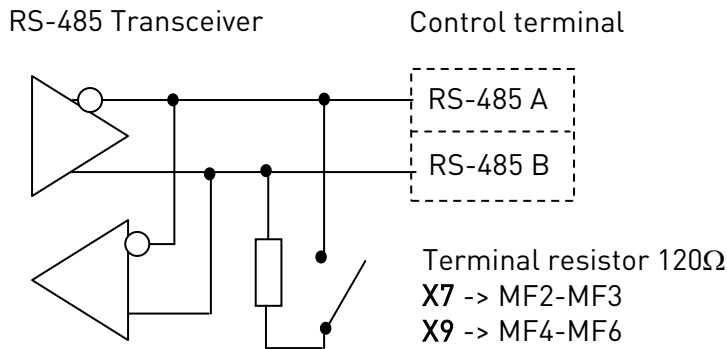 RS-485 Transceiver
Control terminal
RS-485 A
RS-485 B
Terminal resistor 120Ω
X7 -> MF2-MF3
X9 -> MF4-MF6